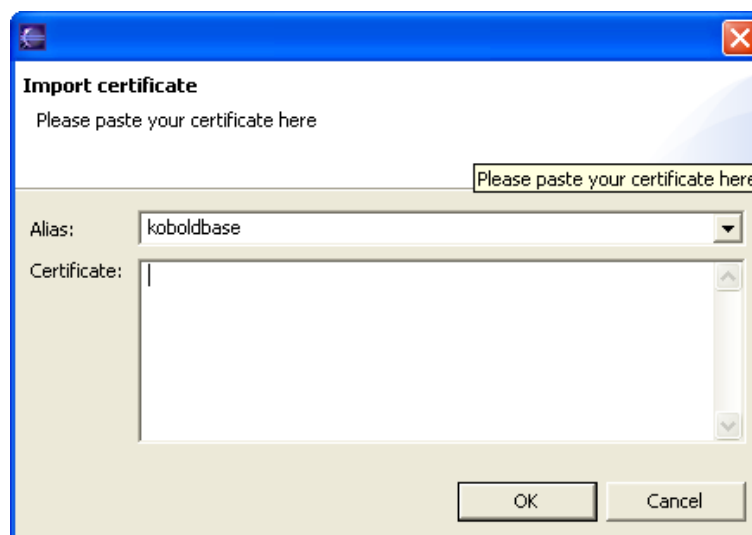 Import certificate
Please paste your certificate here
Please paste your certificate here
Alias:
koboldbase
Certificate:
OK
Cancel